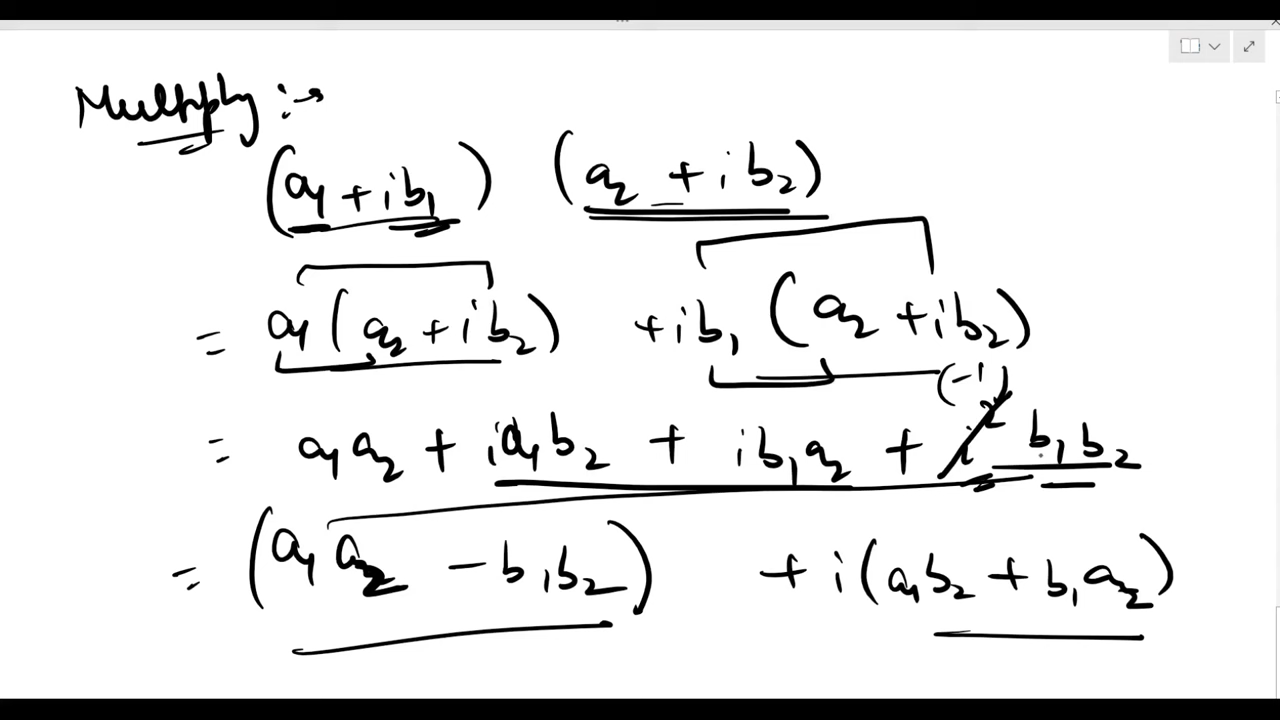 Multiply :→
(a₁ + ib₁) (a₂ + ib₂)
= a₁(a₂ + ib₂) + ib₁ (a₂ + ib₂)
(-1)
= a₁a₂ + ia₁b₂ + ib₁a₂ + i² b₁b₂
= (a₁a₂ - b₁b₂) + i(a₁b₂ + b₁a₂)